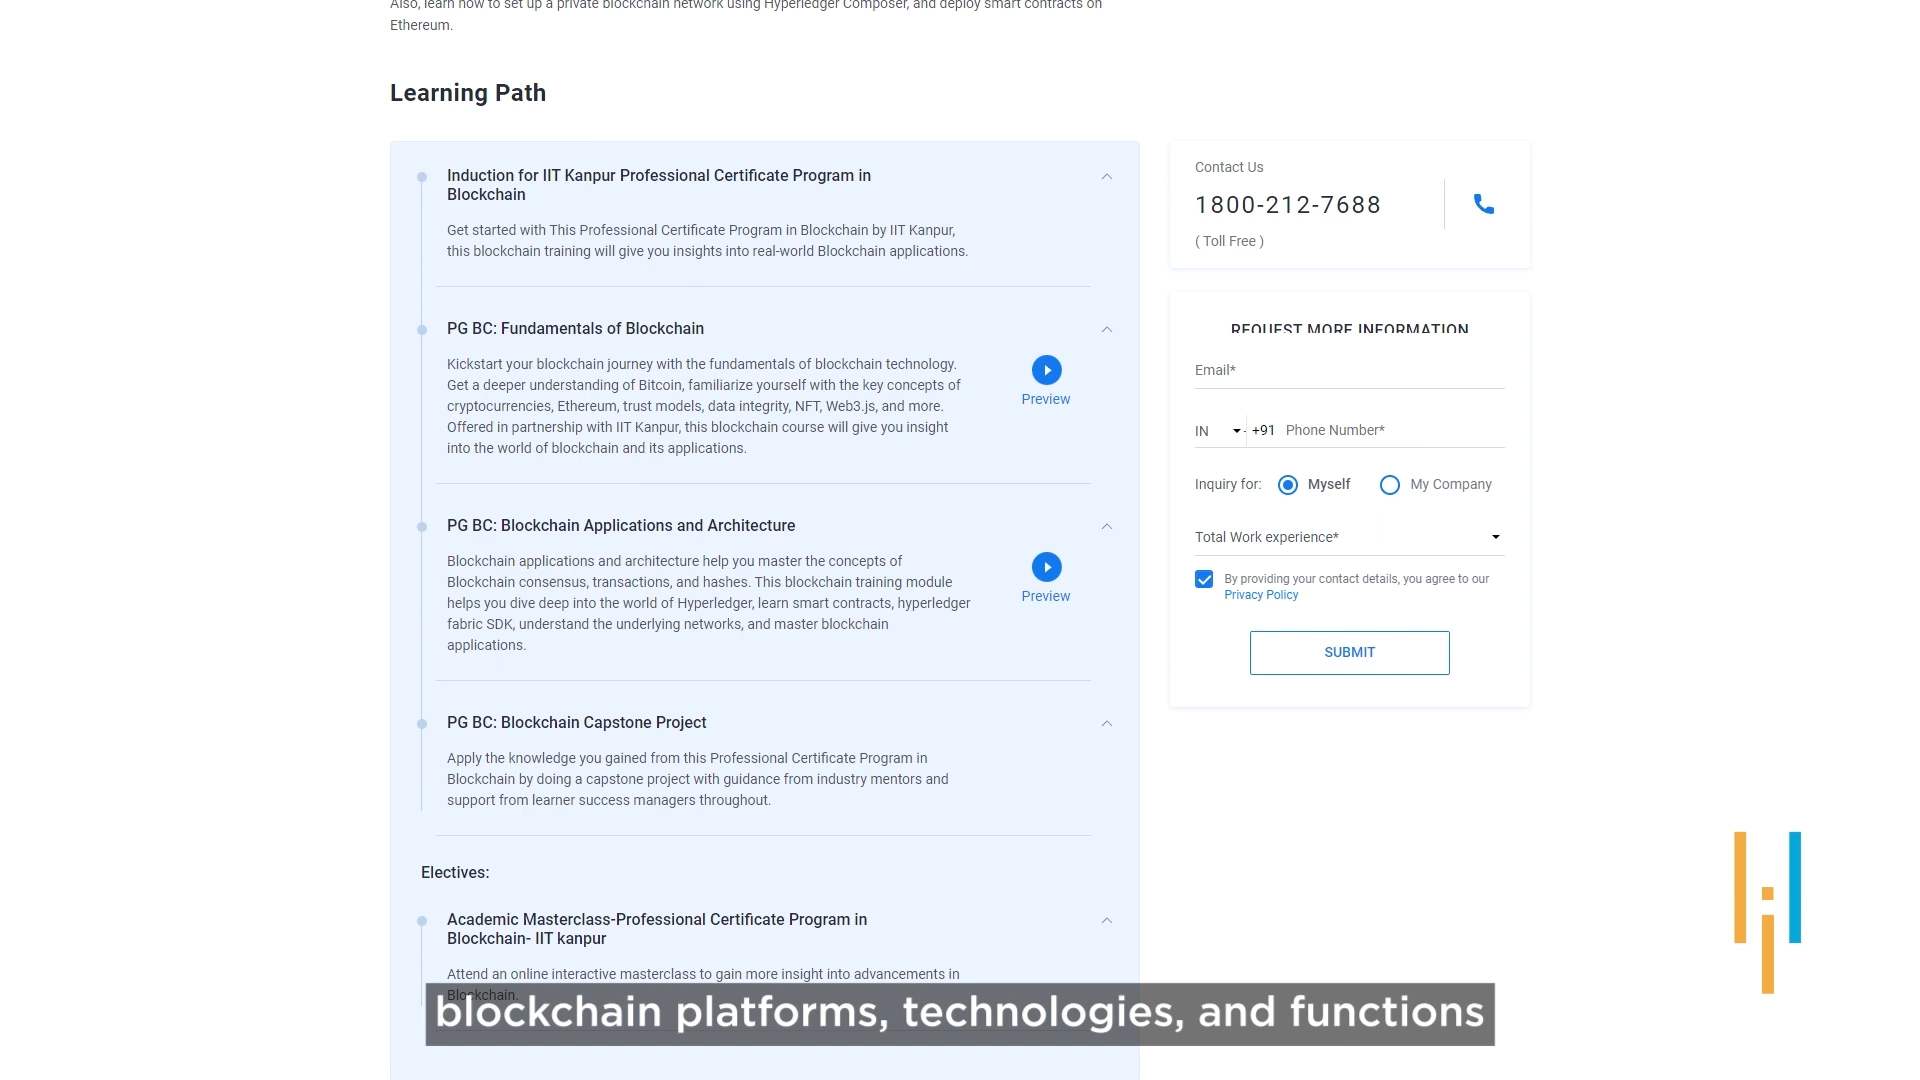 Also, learn how to set up a private blockchain network using Hyperledger Composer, and deploy smart contracts on
Ethereum.
Learning Path
Induction for IIT Kanpur Professional Certificate Program in
Blockchain
Get started with This Professional Certificate Program in Blockchain by IIT Kanpur,
this blockchain training will give you insights into real-world Blockchain applications.
PG BC: Fundamentals of Blockchain
Kickstart your blockchain journey with the fundamentals of blockchain technology.
Get a deeper understanding of Bitcoin, familiarize yourself with the key concepts of
cryptocurrencies, Ethereum, trust models, data integrity, NFT, Web3.js, and more.
Offered in partnership with IIT Kanpur, this blockchain course will give you insight
into the world of blockchain and its applications.
Preview
PG BC: Blockchain Applications and Architecture
Blockchain applications and architecture help you master the concepts of
Blockchain consensus, transactions, and hashes. This blockchain training module
helps you dive deep into the world of Hyperledger, learn smart contracts, hyperledger
fabric SDK, understand the underlying networks, and master blockchain
applications.
Preview
PG BC: Blockchain Capstone Project
Apply the knowledge you gained from this Professional Certificate Program in
Blockchain by doing a capstone project with guidance from industry mentors and
support from learner success managers throughout.
Electives:
Academic Masterclass-Professional Certificate Program in
Blockchain- IIT kanpur
Attend an online interactive masterclass to gain more insight into advancements in
Blockchain.
Contact Us
1800-212-7688
( Toll Free )
REQUEST MORE INFORMATION
Email*
IN +91 Phone Number*
Inquiry for: Myself My Company
Total Work experience*
By providing your contact details, you agree to our
Privacy Policy
SUBMIT
blockchain platforms, technologies, and functions